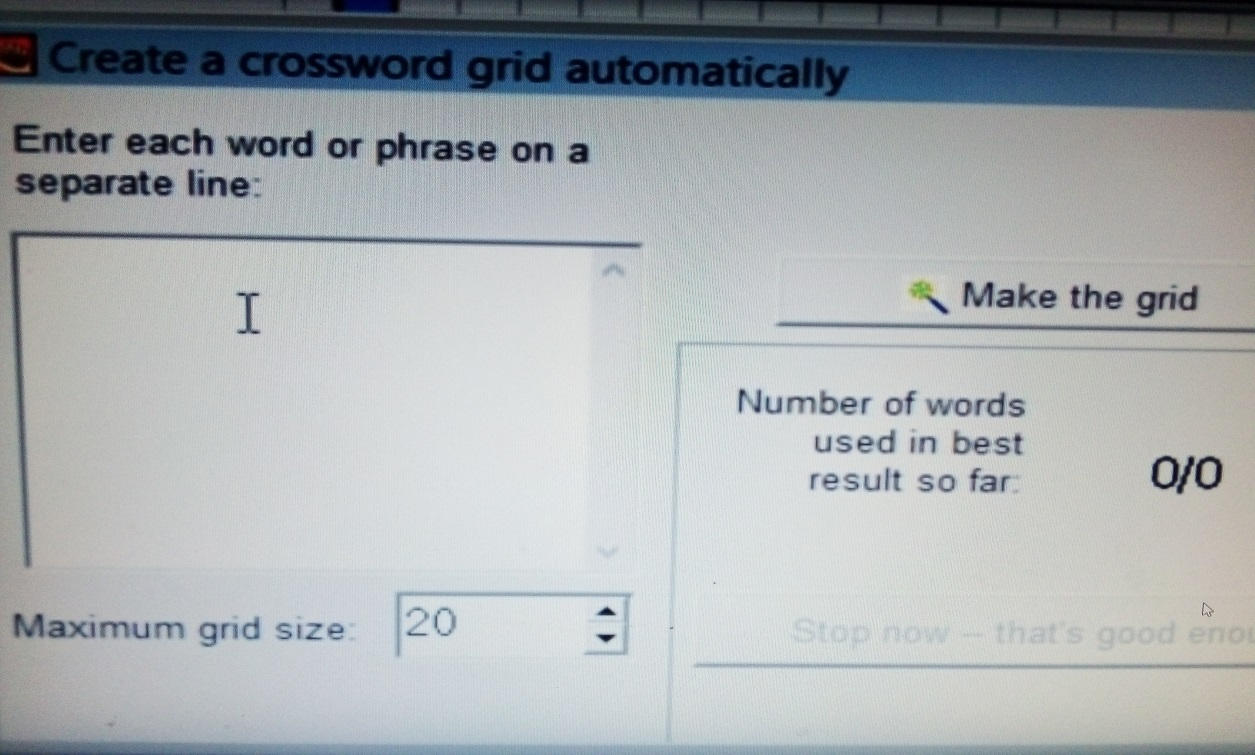 Create a crossword grid automatically
Enter each word or phrase on a
separate line:
Make the grid
Number of words
used in best
result so far:
0/0
Maximum grid size:
20
Stop now – that's good